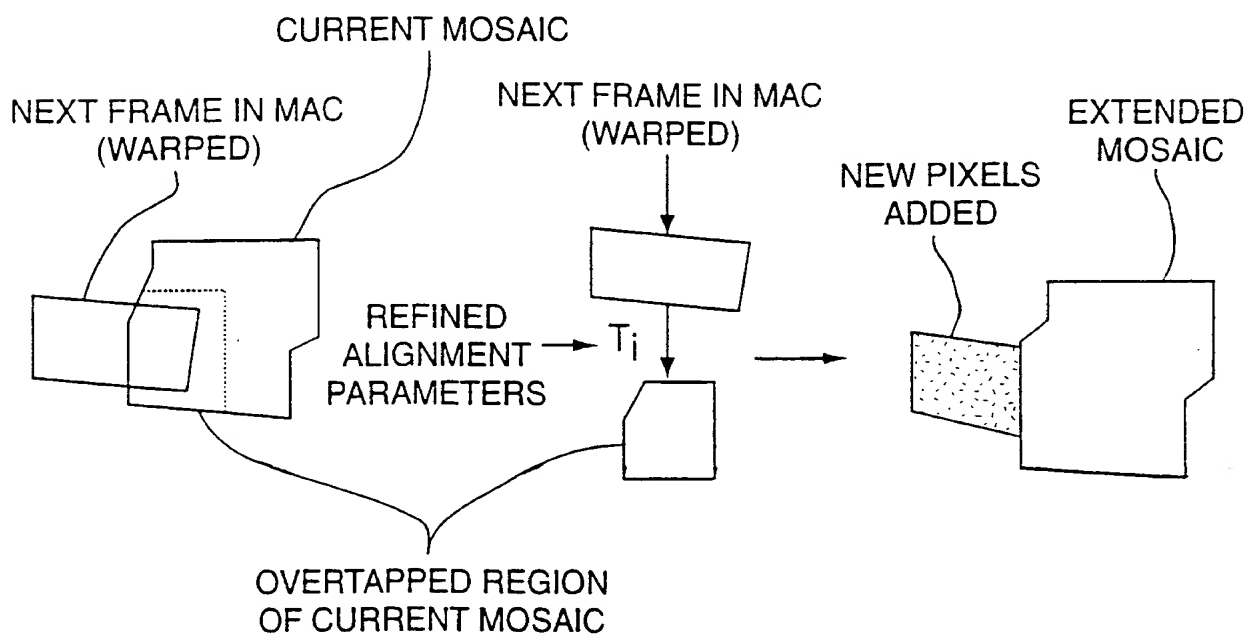 CURRENT MOSAIC
NEXT FRAME IN MAC
(WARPED)
NEXT FRAME IN MAC
(WARPED)
EXTENDED
MOSAIC
NEW PIXELS
ADDED
REFINED
ALIGNMENT
PARAMETERS
Ti
OVERTAPPED REGION
OF CURRENT MOSAIC